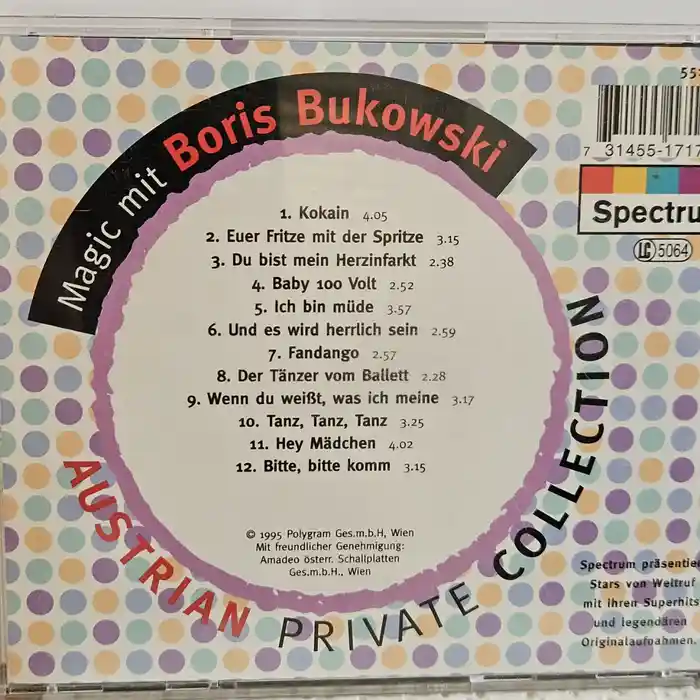 Magic mit Boris Bukowski
1. Kokain 4.05
2. Euer Fritze mit der Spritze 3.15
3. Du bist mein Herzinfarkt 2.38
4. Baby 100 Volt 2.52
5. Ich bin müde 3.57
6. Und es wird herrlich sein 2.59
7. Fandango 2.57
8. Der Tänzer vom Ballett 2.28
9. Wenn du weißt, was ich meine 3.17
10. Tanz, Tanz, Tanz 3.25
11. Hey Mädchen 4.02
12. Bitte, bitte komm 3.15
© 1995 Polygram Ges.m.b.H, Wien
Mit freundlicher Genehmigung:
Amadeo österr. Schallplatten
Ges.m.b.H., Wien
AUSTRIAN PRIVATE COLLECTION
55
7 31455-1717
Spectru
LC 5064
Spectrum präsentie
Stars von Weltruf
mit ihren Superhits
und legendären
Originalaufnahmen.